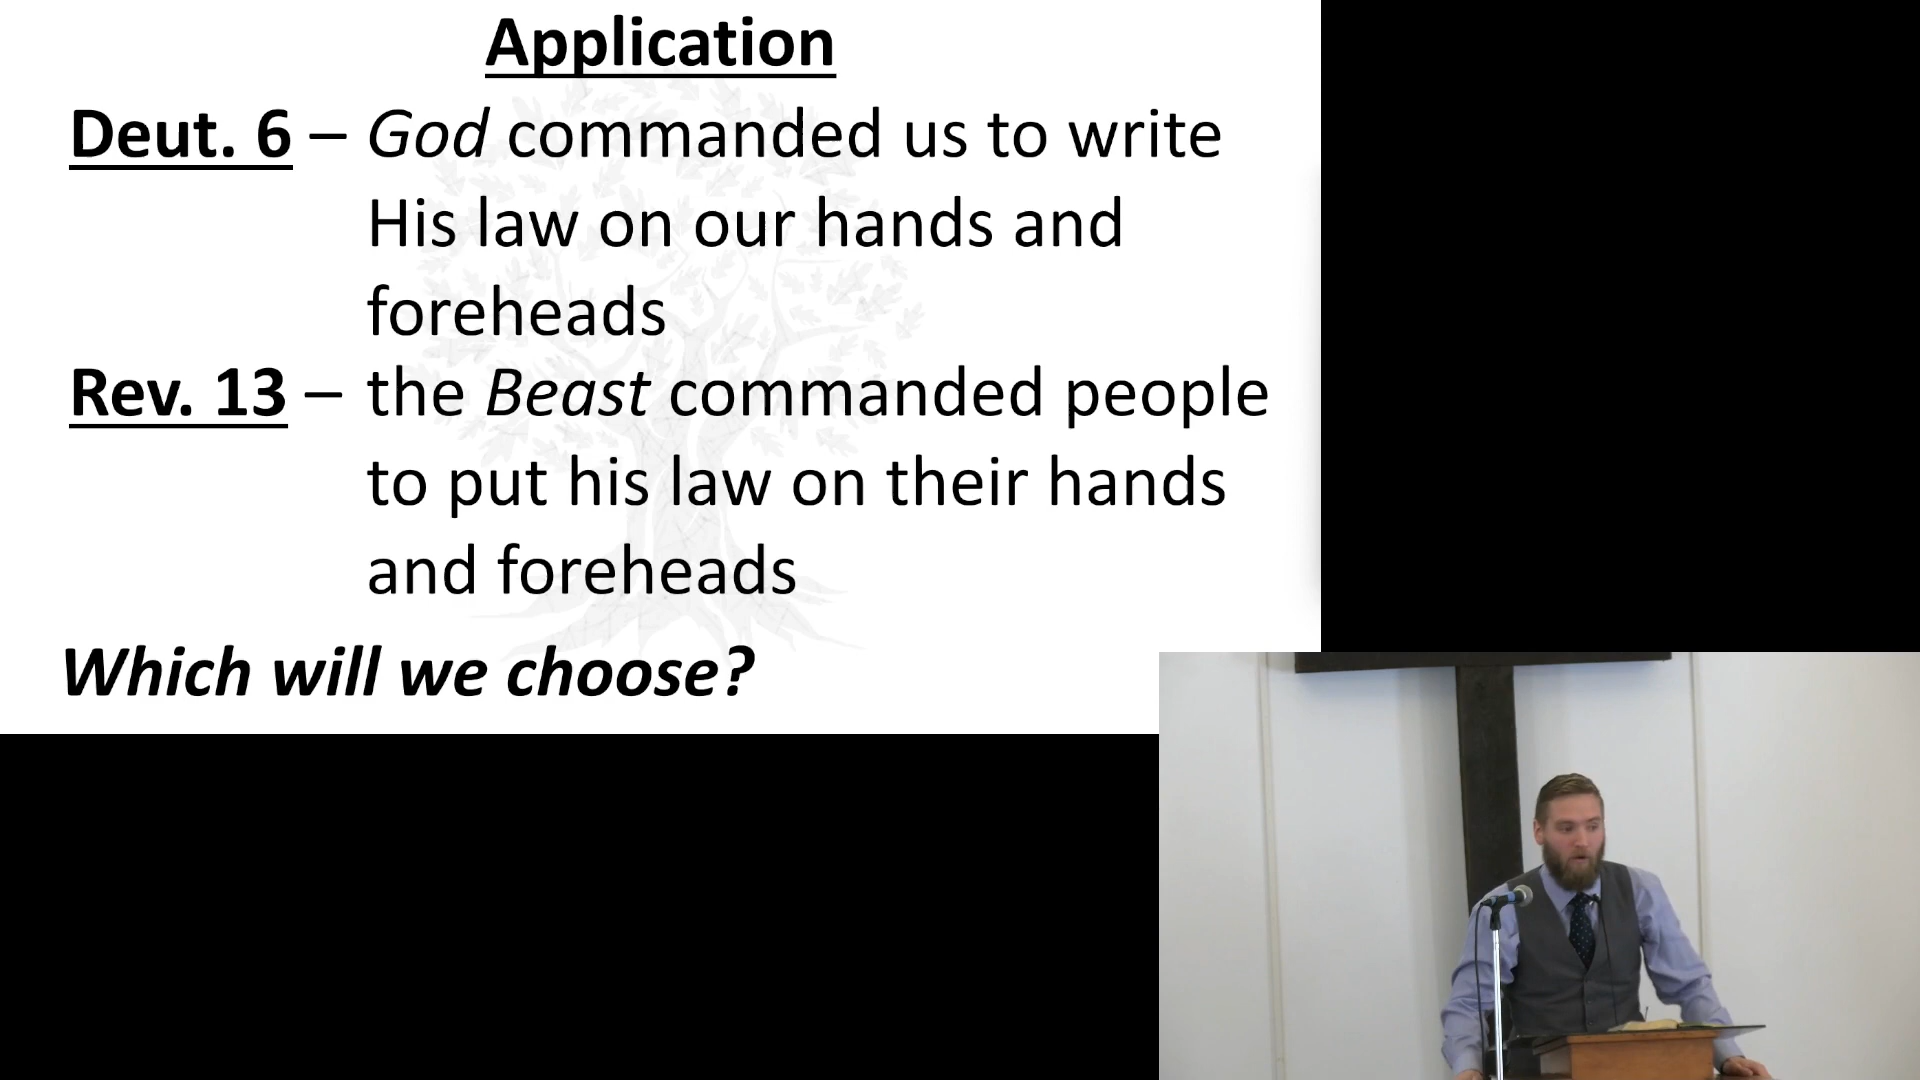 Application
Deut. 6 – God commanded us to write
His law on our hands and
foreheads
Rev. 13 – the Beast commanded people
to put his law on their hands
and foreheads
Which will we choose?